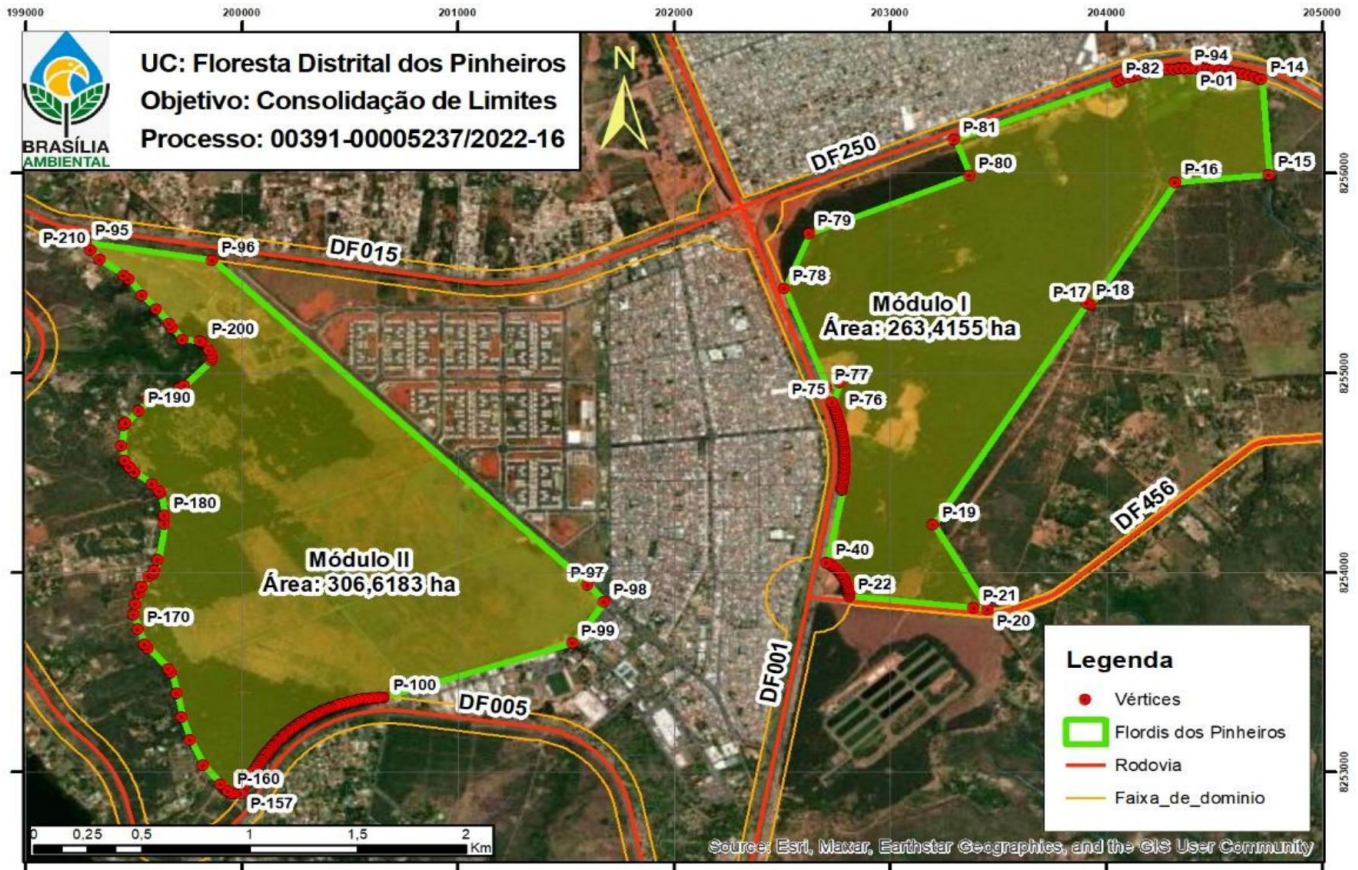 199000 200000 201000 202000 203000 204000 205000
BRASÍLIA
AMBIENTAL
UC: Floresta Distrital dos Pinheiros
Objetivo: Consolidação de Limites
Processo: 00391-00005237/2022-16
N
P-94
P-82
P-14
P-01
P-81
DF250
P-80
P-16
P-15
8256000
P-79
P-95
P-210
P-96
DF015
P-78
P-17
P-18
Módulo I
Área: 263,4155 ha
P-200
P-77
P-75
P-76
8255000
P-190
P-180
P-19
DF456
Módulo II
Área: 306,6183 ha
P-97
P-40
P-98
P-22
P-21
P-20
8254000
P-170
P-99
P-100
DF005
DF001
P-160
P-157
8253000
Legenda
Vértices
Flordis dos Pinheiros
Rodovia
Faixa_de_dominio
0 0,25 0,5 1 1,5 2
Km
Source: Esri, Maxar, Earthstar Geographics, and the GIS User Community